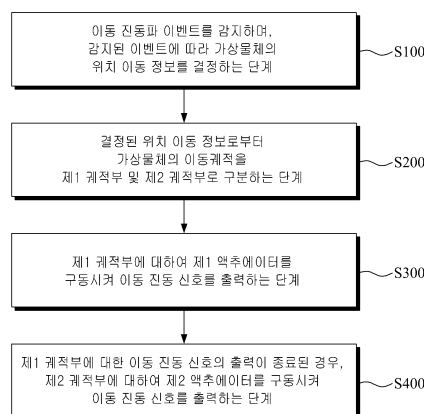 이동 진동파 이벤트를 감지하며,
감지된 이벤트에 따라 가상물체의
위치 이동 정보를 결정하는 단계
S100
결정된 위치 이동 정보로부터
가상물체의 이동궤적을
제1 궤적부 및 제2 궤적부로 구분하는 단계
S200
제1 궤적부에 대하여 제1 액추에이터를
구동시켜 이동 진동 신호를 출력하는 단계
S300
제1 궤적부에 대한 이동 진동 신호의 출력이 종료된 경우,
제2 궤적부에 대하여 제2 액추에이터를 구동시켜
이동 진동 신호를 출력하는 단계
S400